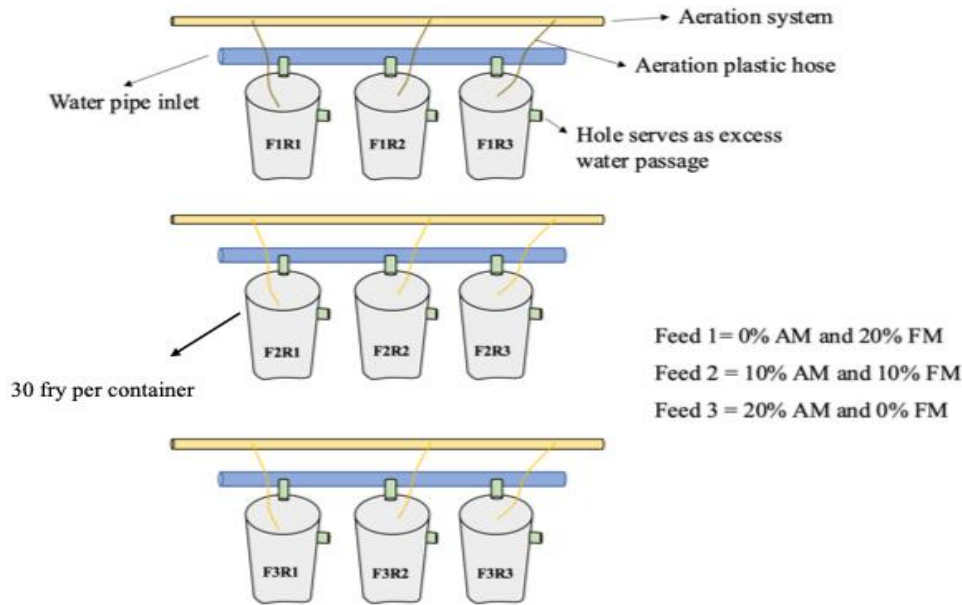 Aeration system
Aeration plastic hose
Water pipe inlet
Hole serves as excess
water passage
F1R1
F1R2
F1R3
F2R1
F2R2
F2R3
30 fry per container
Feed 1= 0% AM and 20% FM
Feed 2 = 10% AM and 10% FM
Feed 3 = 20% AM and 0% FM
F3R1
F3R2
F3R3